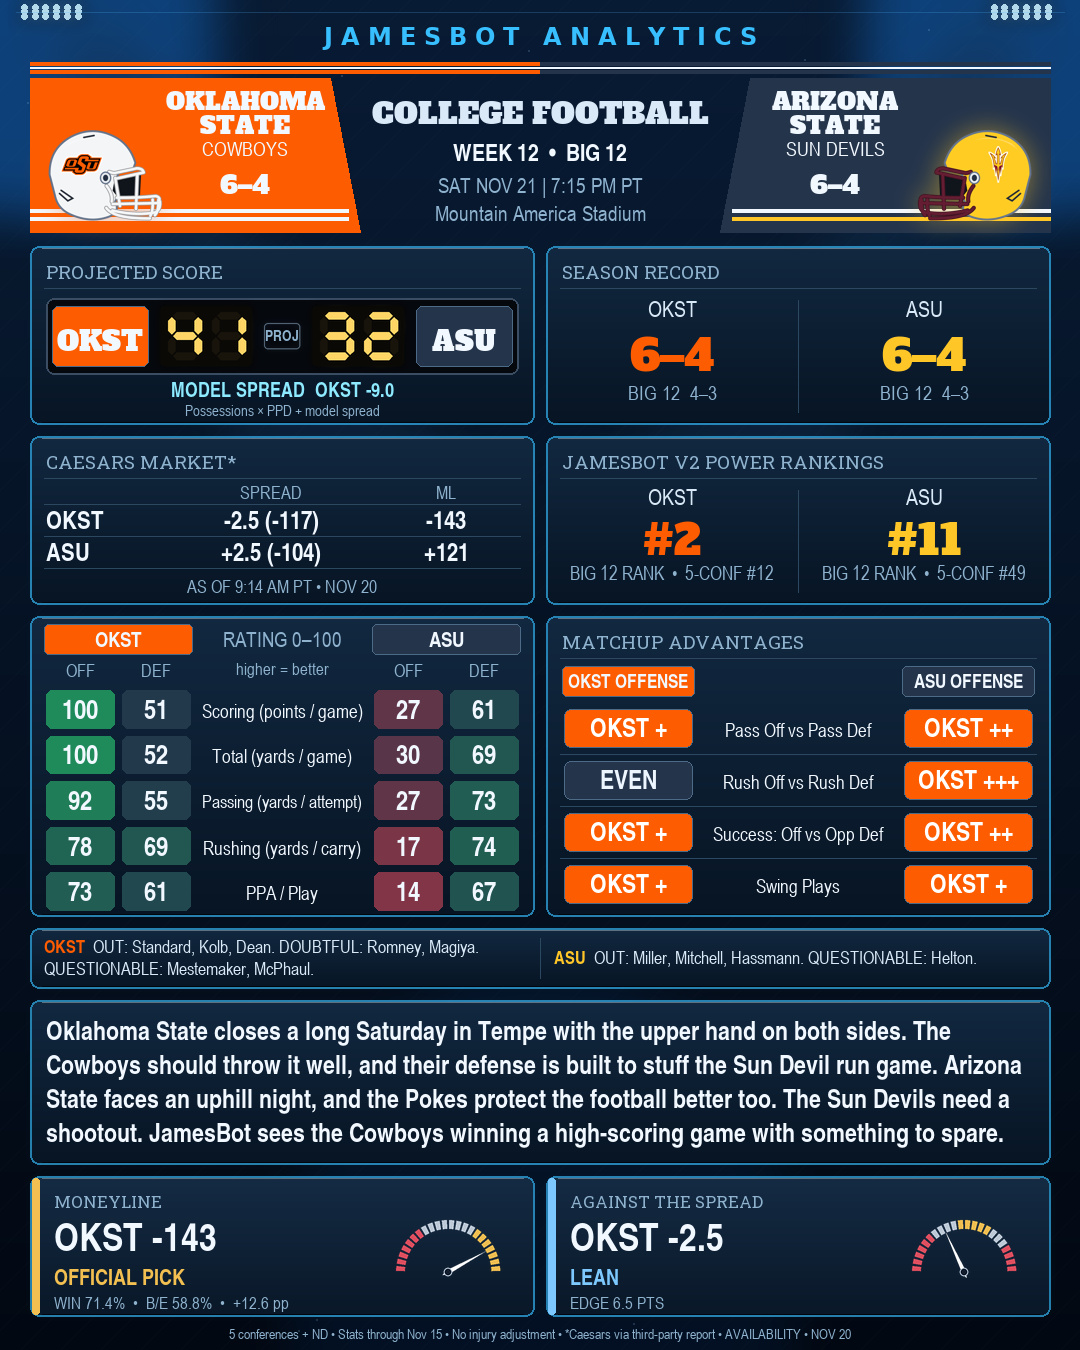 JAMESBOT ANALYTICS
OKLAHOMA
STATE
COWBOYS
6–4
OSU
COLLEGE FOOTBALL
WEEK 12 • BIG 12
SAT NOV 21 | 7:15 PM PT
Mountain America Stadium
ARIZONA
STATE
SUN DEVILS
6–4
PROJECTED SCORE
OKST 41 PROJ 32 ASU
MODEL SPREAD OKST -9.0
Possessions × PPD + model spread
SEASON RECORD
OKST ASU
6–4 6–4
BIG 12 4–3 BIG 12 4–3
CAESARS MARKET*
SPREAD ML
OKST -2.5 (-117) -143
ASU +2.5 (-104) +121
AS OF 9:14 AM PT • NOV 20
JAMESBOT V2 POWER RANKINGS
OKST ASU
#2 #11
BIG 12 RANK • 5-CONF #12 BIG 12 RANK • 5-CONF #49
OKST RATING 0–100 ASU
OFF DEF higher = better OFF DEF
100 51 Scoring (points / game) 27 61
100 52 Total (yards / game) 30 69
92 55 Passing (yards / attempt) 27 73
78 69 Rushing (yards / carry) 17 74
73 61 PPA / Play 14 67
MATCHUP ADVANTAGES
OKST OFFENSE ASU OFFENSE
OKST + Pass Off vs Pass Def OKST ++
EVEN Rush Off vs Rush Def OKST +++
OKST + Success: Off vs Opp Def OKST ++
OKST + Swing Plays OKST +
OKST OUT: Standard, Kolb, Dean. DOUBTFUL: Romney, Magiya.
QUESTIONABLE: Mestemaker, McPhaul.
ASU OUT: Miller, Mitchell, Hassmann. QUESTIONABLE: Helton.
Oklahoma State closes a long Saturday in Tempe with the upper hand on both sides. The
Cowboys should throw it well, and their defense is built to stuff the Sun Devil run game. Arizona
State faces an uphill night, and the Pokes protect the football better too. The Sun Devils need a
shootout. JamesBot sees the Cowboys winning a high-scoring game with something to spare.
MONEYLINE
OKST -143
OFFICIAL PICK
WIN 71.4% • B/E 58.8% • +12.6 pp
AGAINST THE SPREAD
OKST -2.5
LEAN
EDGE 6.5 PTS
5 conferences + ND • Stats through Nov 15 • No injury adjustment • *Caesars via third-party report • AVAILABILITY • NOV 20